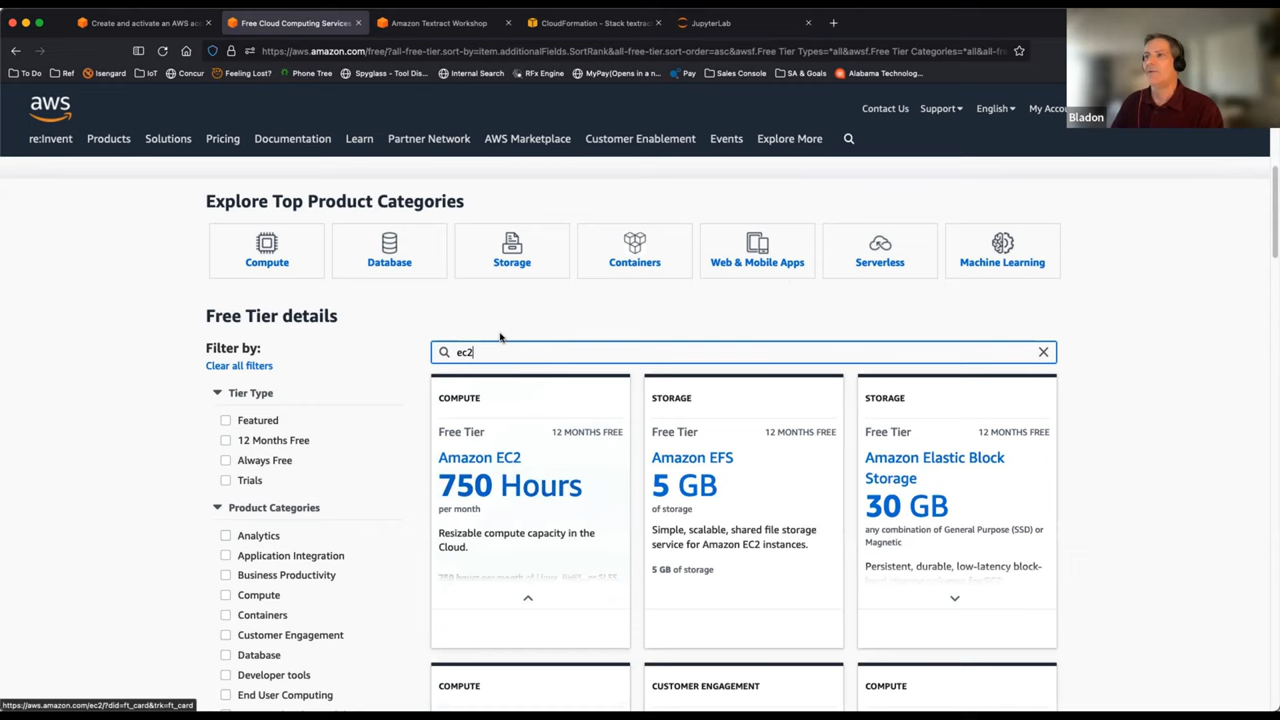 Create and activate an AWS acc
Free Cloud Computing Services
Amazon Textract Workshop
CloudFormation - Stack textrac
JupyterLab
https://aws.amazon.com/free/?all-free-tier.sort-by=item.additionalFields.SortRank&all-free-tier.sort-order=asc&awsf.Free Tier Types=*all&awsf.Free Tier Categories=*all&all-fre
To Do
Ref
Isengard
IoT
Concur
Feeling Lost?
Phone Tree
Spyglass - Tool Dis...
Internal Search
RFx Engine
MyPay(Opens in a n...
Pay
Sales Console
SA & Goals
Alabama Technolog...
Bladon
aws
Contact Us
Support
English
My Accou
re:Invent
Products
Solutions
Pricing
Documentation
Learn
Partner Network
AWS Marketplace
Customer Enablement
Events
Explore More
Explore Top Product Categories
Compute
Database
Storage
Containers
Web & Mobile Apps
Serverless
Machine Learning
Free Tier details
Filter by:
Clear all filters
Tier Type
Featured
12 Months Free
Always Free
Trials
Product Categories
Analytics
Application Integration
Business Productivity
Compute
Containers
Customer Engagement
Database
Developer tools
End User Computing
ec2
COMPUTE
Free Tier 12 MONTHS FREE
Amazon EC2
750 Hours
per month
Resizable compute capacity in the
Cloud.
STORAGE
Free Tier 12 MONTHS FREE
Amazon EFS
5 GB
of storage
Simple, scalable, shared file storage
service for Amazon EC2 instances.
5 GB of storage
STORAGE
Free Tier 12 MONTHS FREE
Amazon Elastic Block
Storage
30 GB
any combination of General Purpose (SSD) or
Magnetic
Persistent, durable, low-latency block-
COMPUTE
CUSTOMER ENGAGEMENT
COMPUTE
https://aws.amazon.com/ec2/?did=ft_card&trk=ft_card